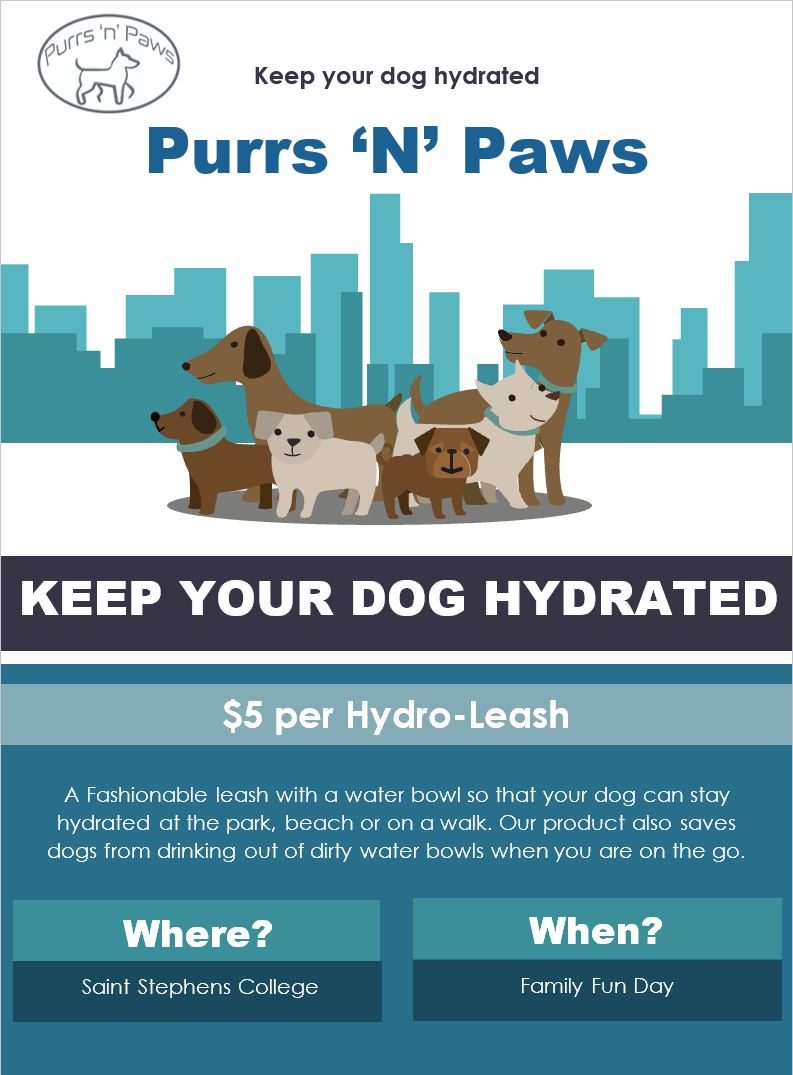 Purrs 'n' Paws
Keep your dog hydrated
Purrs ‘N’ Paws
KEEP YOUR DOG HYDRATED
$5 per Hydro-Leash
A Fashionable leash with a water bowl so that your dog can stay
hydrated at the park, beach or on a walk. Our product also saves
dogs from drinking out of dirty water bowls when you are on the go.
Where?
Saint Stephens College
When?
Family Fun Day